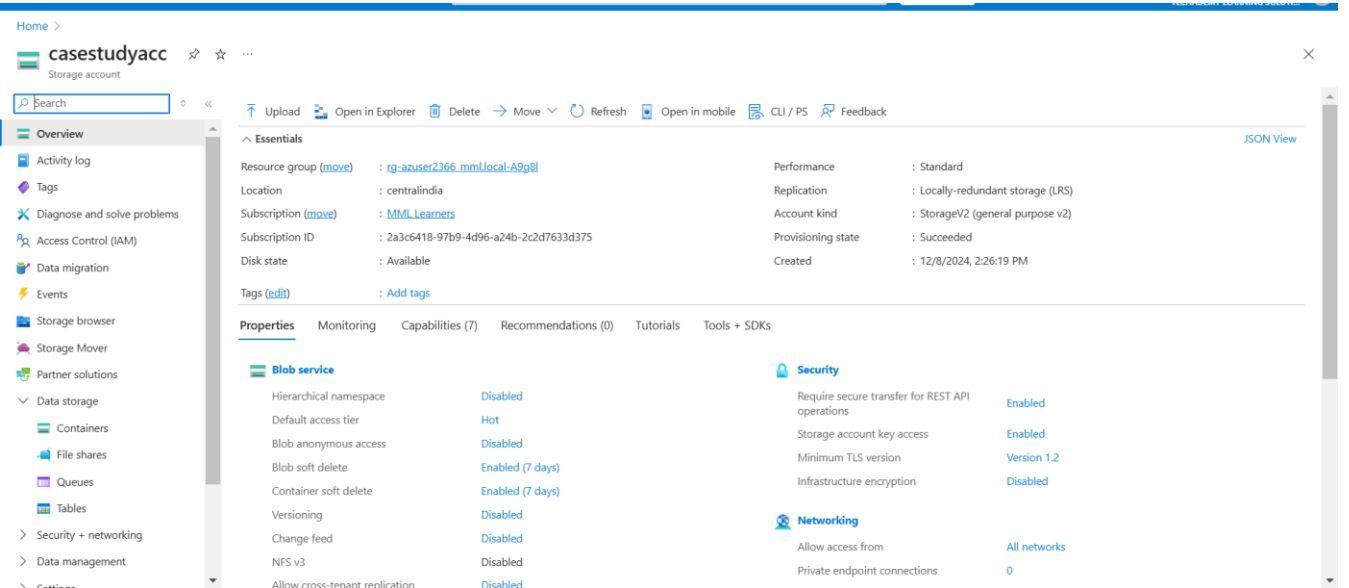 Home >
casestudyacc
Storage account
Search
Overview
Activity log
Tags
Diagnose and solve problems
Access Control (IAM)
Data migration
Events
Storage browser
Storage Mover
Partner solutions
Data storage
Containers
File shares
Queues
Tables
Security + networking
Data management
Settings
Upload Open in Explorer Delete Move Refresh Open in mobile CLI / PS Feedback
Essentials
JSON View
Resource group (move) : rg-azuser2366_mml.local-A9g8l
Location : centralindia
Subscription (move) : MML Learners
Subscription ID : 2a3c6418-97b9-4d96-a24b-2c2d7633d375
Disk state : Available
Tags (edit) : Add tags
Performance : Standard
Replication : Locally-redundant storage (LRS)
Account kind : StorageV2 (general purpose v2)
Provisioning state : Succeeded
Created : 12/8/2024, 2:26:19 PM
Properties Monitoring Capabilities (7) Recommendations (0) Tutorials Tools + SDKs
Blob service
Hierarchical namespace Disabled
Default access tier Hot
Blob anonymous access Disabled
Blob soft delete Enabled (7 days)
Container soft delete Enabled (7 days)
Versioning Disabled
Change feed Disabled
NFS v3 Disabled
Allow cross-tenant replication Disabled
Security
Require secure transfer for REST API
operations Enabled
Storage account key access Enabled
Minimum TLS version Version 1.2
Infrastructure encryption Disabled
Networking
Allow access from All networks
Private endpoint connections 0